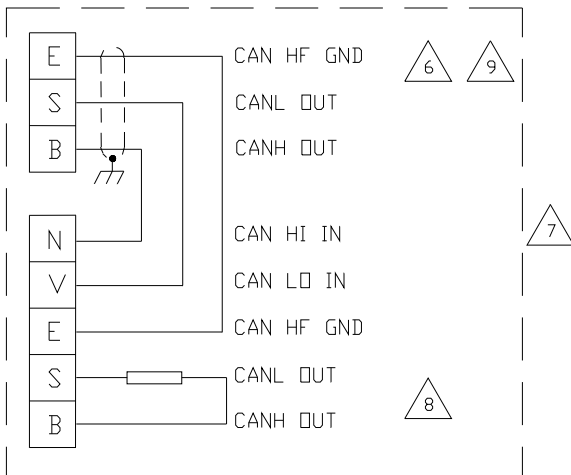 E CAN HF GND 6 9
S CANL OUT
B CANH OUT
7
N CAN HI IN
V CAN LO IN
E CAN HF GND
S CANL OUT
8
B CANH OUT